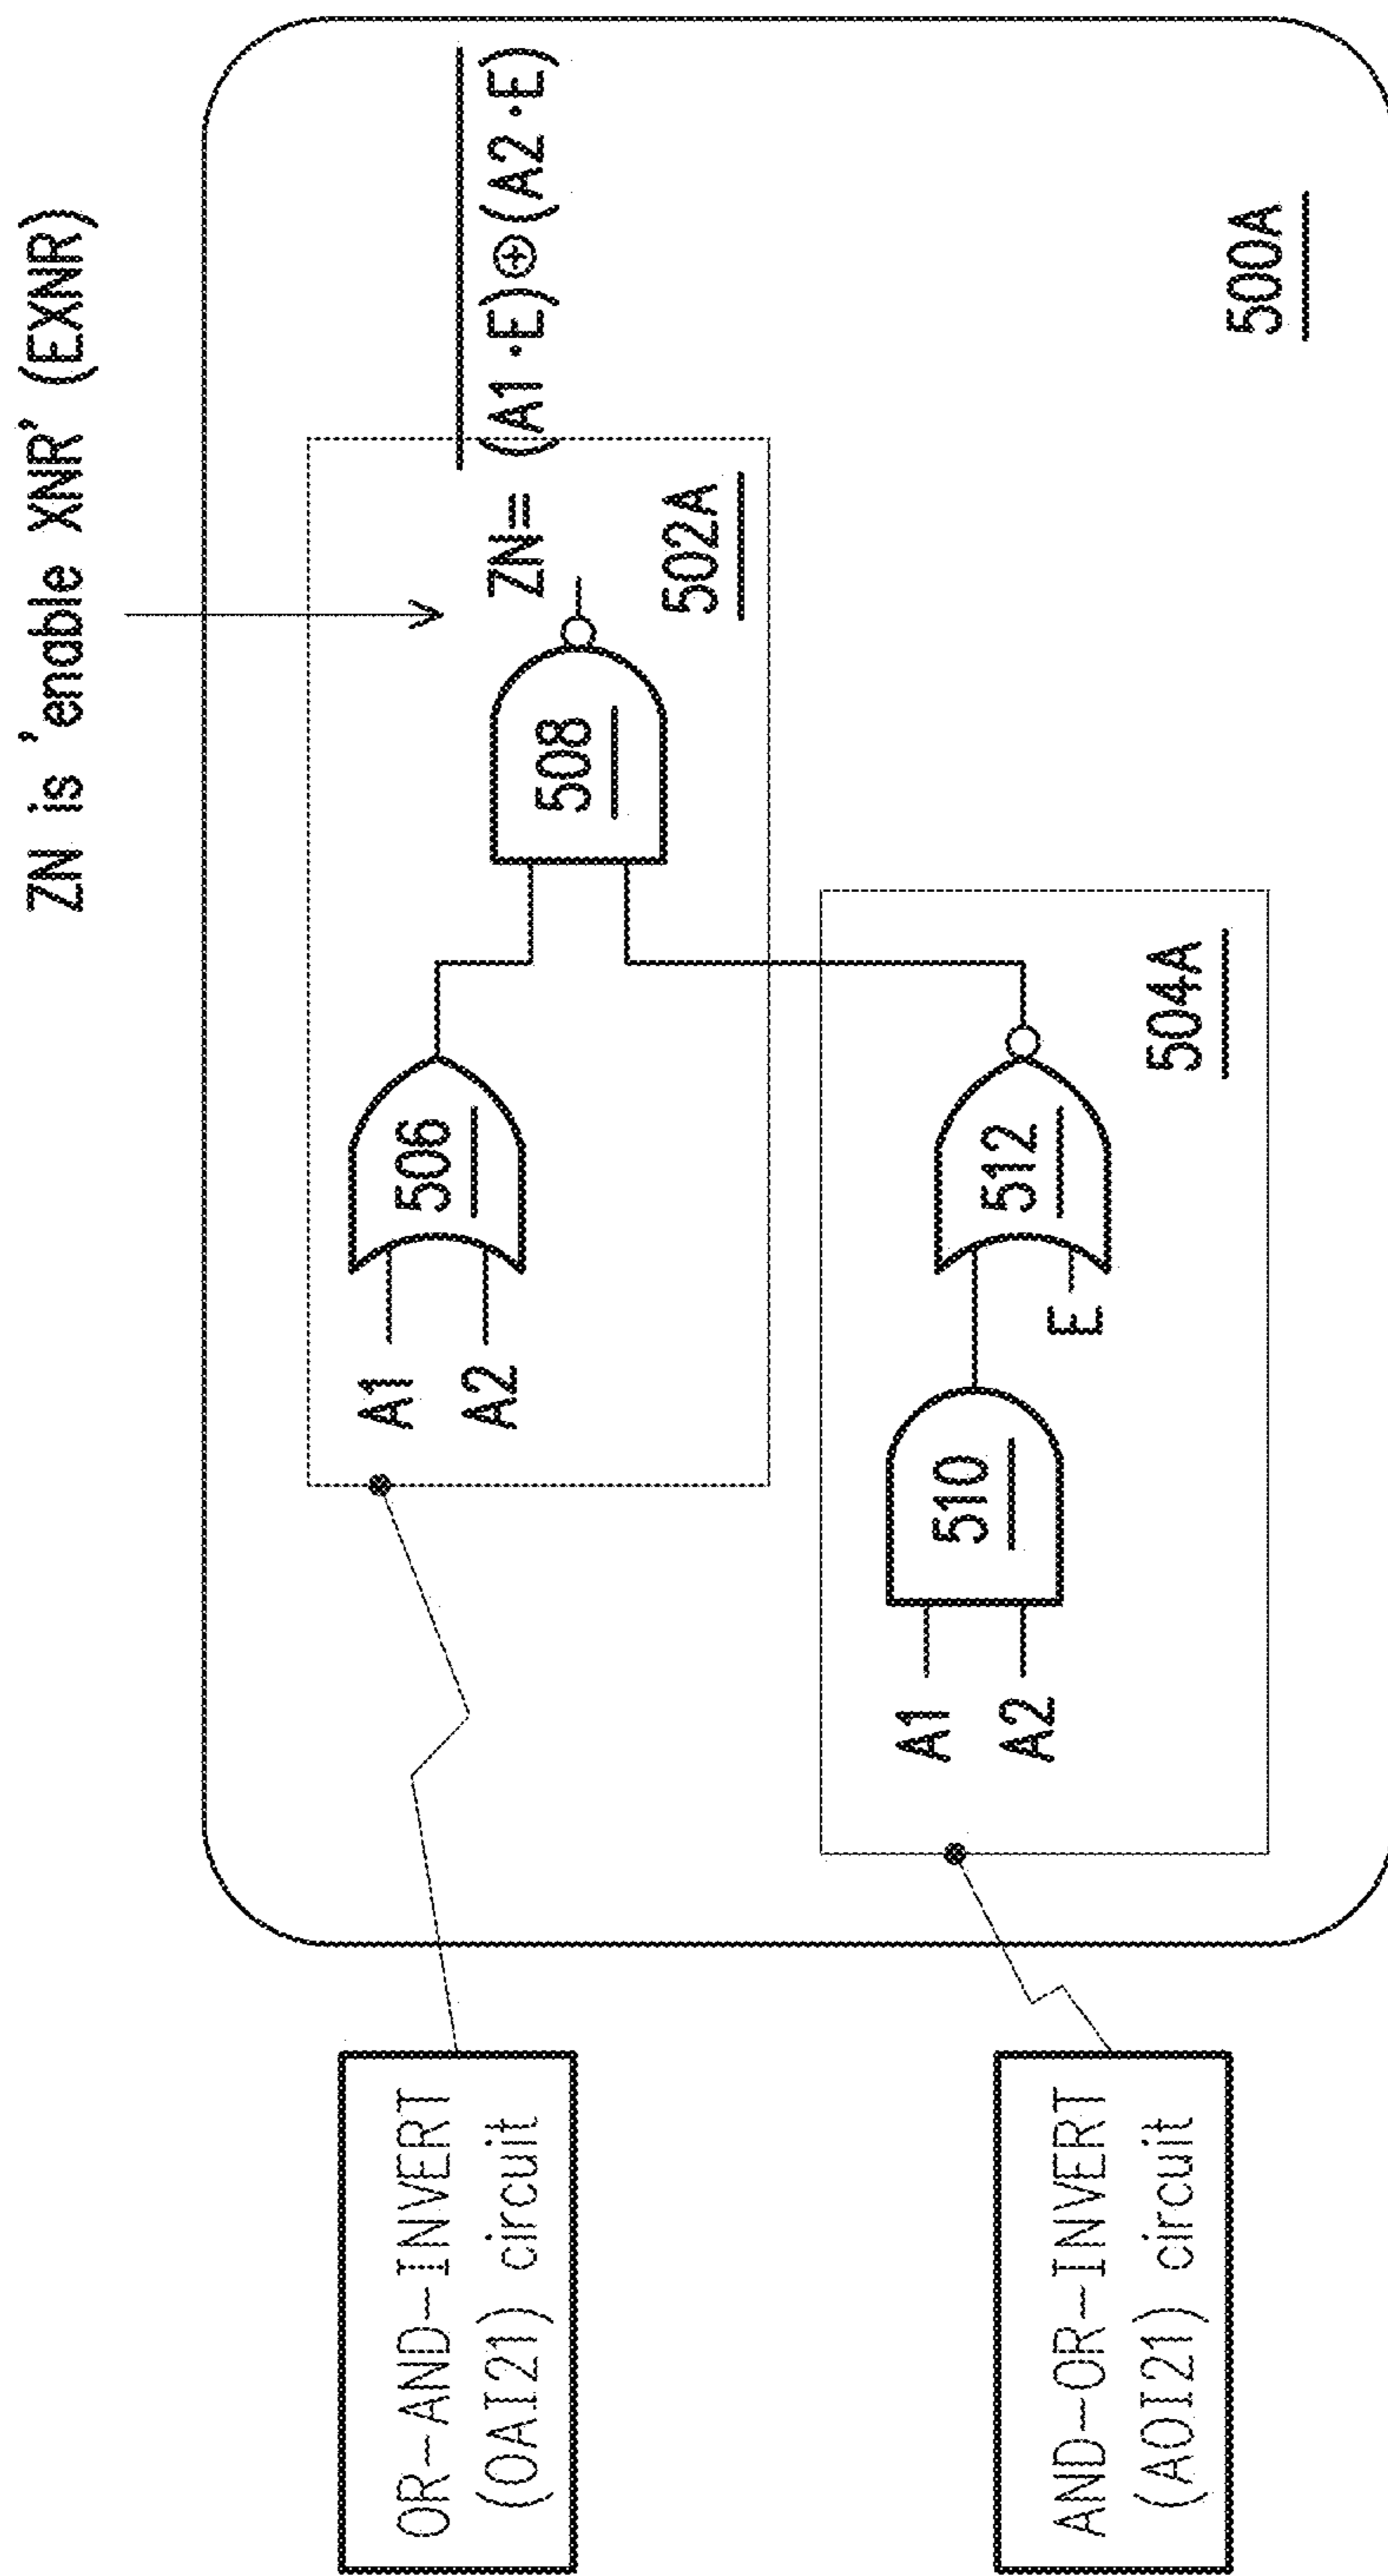 ZN is 'enable XNR' (EXNR)
OR-AND-INVERT
(OAI21) circuit
A1
A2
506
508
ZN= (A1·E)⊕(A2·E)
502A
AND-OR-INVERT
(AOI21) circuit
A1
A2
510
E
512
504A
500A